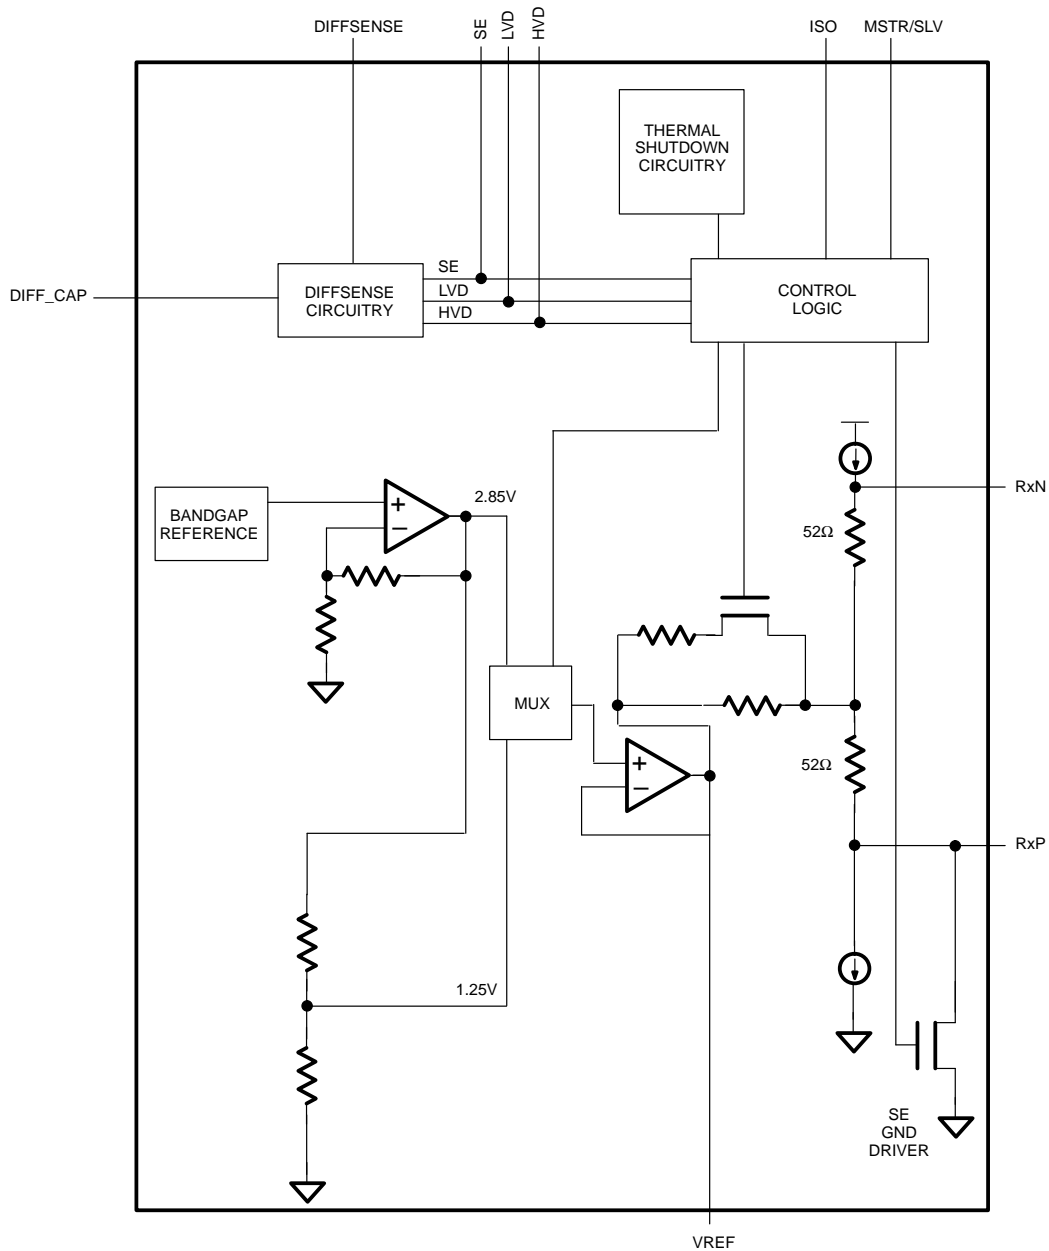 DIFFSENSE
SE
LVD
HVD
ISO
MSTR/SLV
THERMAL
SHUTDOWN
CIRCUITRY
DIFF_CAP
DIFFSENSE
CIRCUITRY
SE
LVD
HVD
CONTROL
LOGIC
BANDGAP
REFERENCE
+
−
2.85V
RxN
52Ω
MUX
+
−
52Ω
RxP
1.25V
SE
GND
DRIVER
VREF